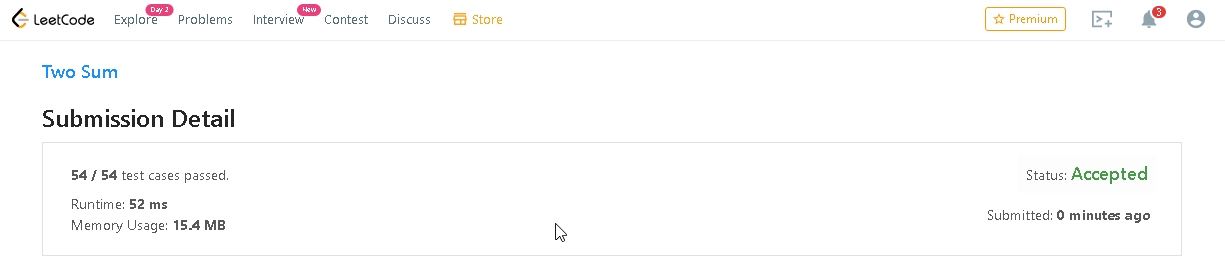 LeetCode Explore Day 2 Problems Interview New Contest Discuss Store Premium 3
Two Sum
Submission Detail
54 / 54 test cases passed.
Status: Accepted
Runtime: 52 ms
Submitted: 0 minutes ago
Memory Usage: 15.4 MB